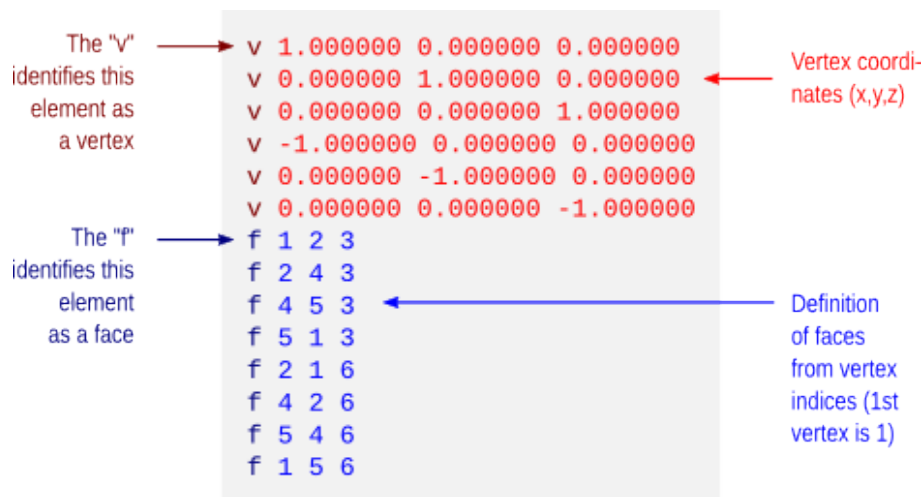 The "v"
identifies this
element as
a vertex
v 1.000000 0.000000 0.000000
v 0.000000 1.000000 0.000000
v 0.000000 0.000000 1.000000
v -1.000000 0.000000 0.000000
v 0.000000 -1.000000 0.000000
v 0.000000 0.000000 -1.000000
Vertex coordi-
nates (x,y,z)
The "f"
identifies this
element
as a face
f 1 2 3
f 2 4 3
f 4 5 3
f 5 1 3
f 2 1 6
f 4 2 6
f 5 4 6
f 1 5 6
Definition
of faces
from vertex
indices (1st
vertex is 1)